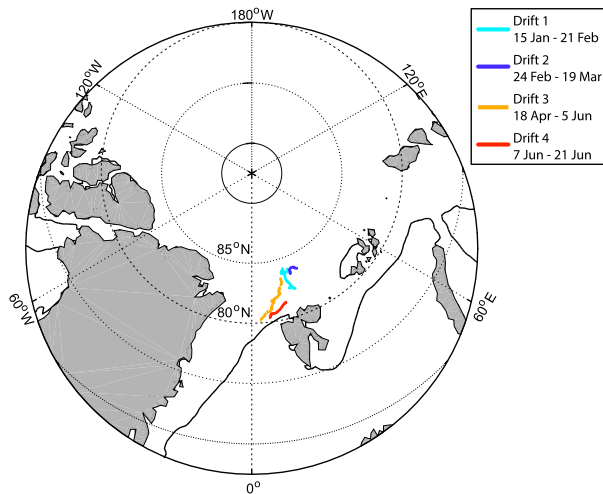 180°W
120°W
120°E
85°N
80°N
60°W
60°E
0°
Drift 1
15 Jan - 21 Feb
Drift 2
24 Feb - 19 Mar
Drift 3
18 Apr - 5 Jun
Drift 4
7 Jun - 21 Jun